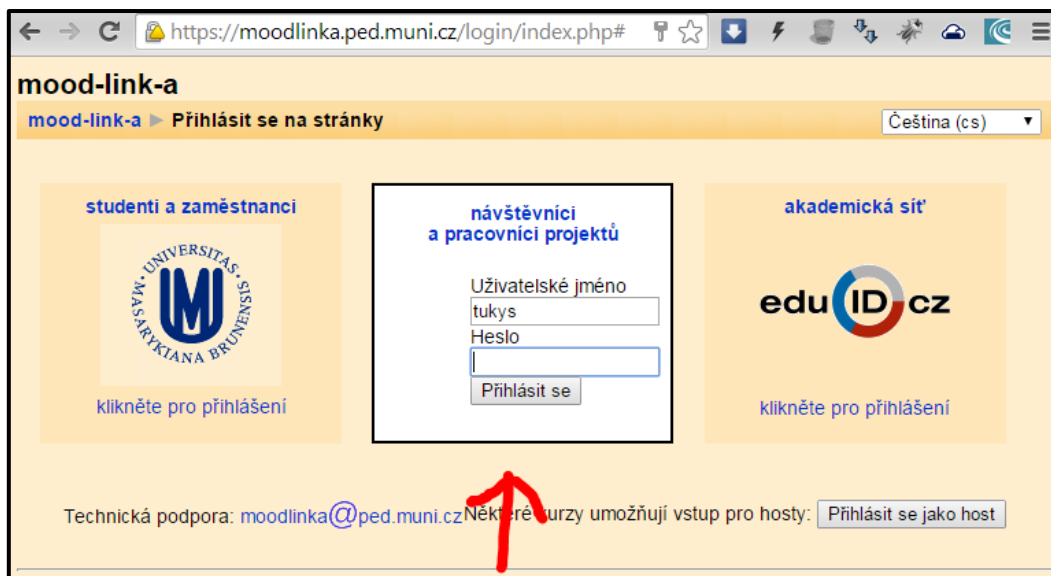 https://moodlinka.ped.muni.cz/login/index.php#
mood-link-a
mood-link-a ▶ Přihlásit se na stránky
Čeština (cs)
studenti a zaměstnanci
UNIVERSITAS MASARYKIANA BRUNENSIS
klikněte pro přihlášení
návštěvníci
a pracovníci projektů
Uživatelské jméno
tukys
Heslo
Přihlásit se
akademická síť
edu ID cz
klikněte pro přihlášení
Technická podpora: moodlinka@ped.muni.cz Některé kurzy umožňují vstup pro hosty: Přihlásit se jako host